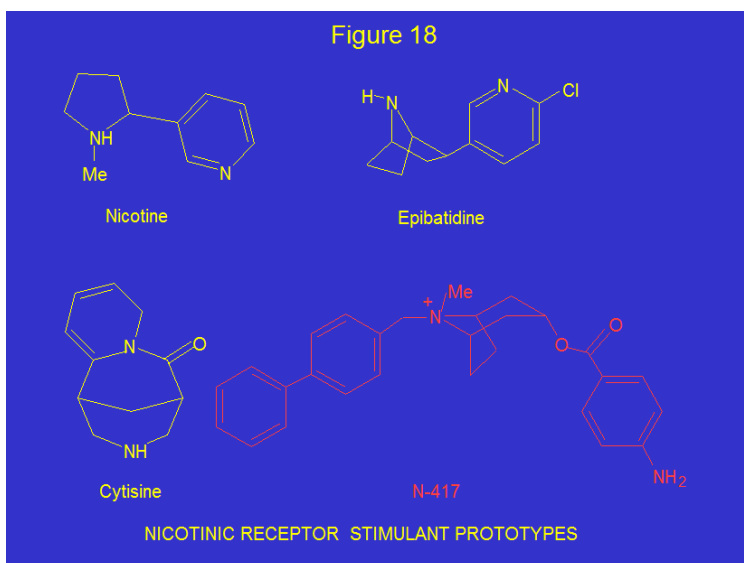 Figure 18
NH
Me
N
Nicotine
H
N
N
Cl
Epibatidine
N
O
NH
Cytisine
+
N
Me
O
O
NH2
N-417
NICOTINIC RECEPTOR STIMULANT PROTOTYPES